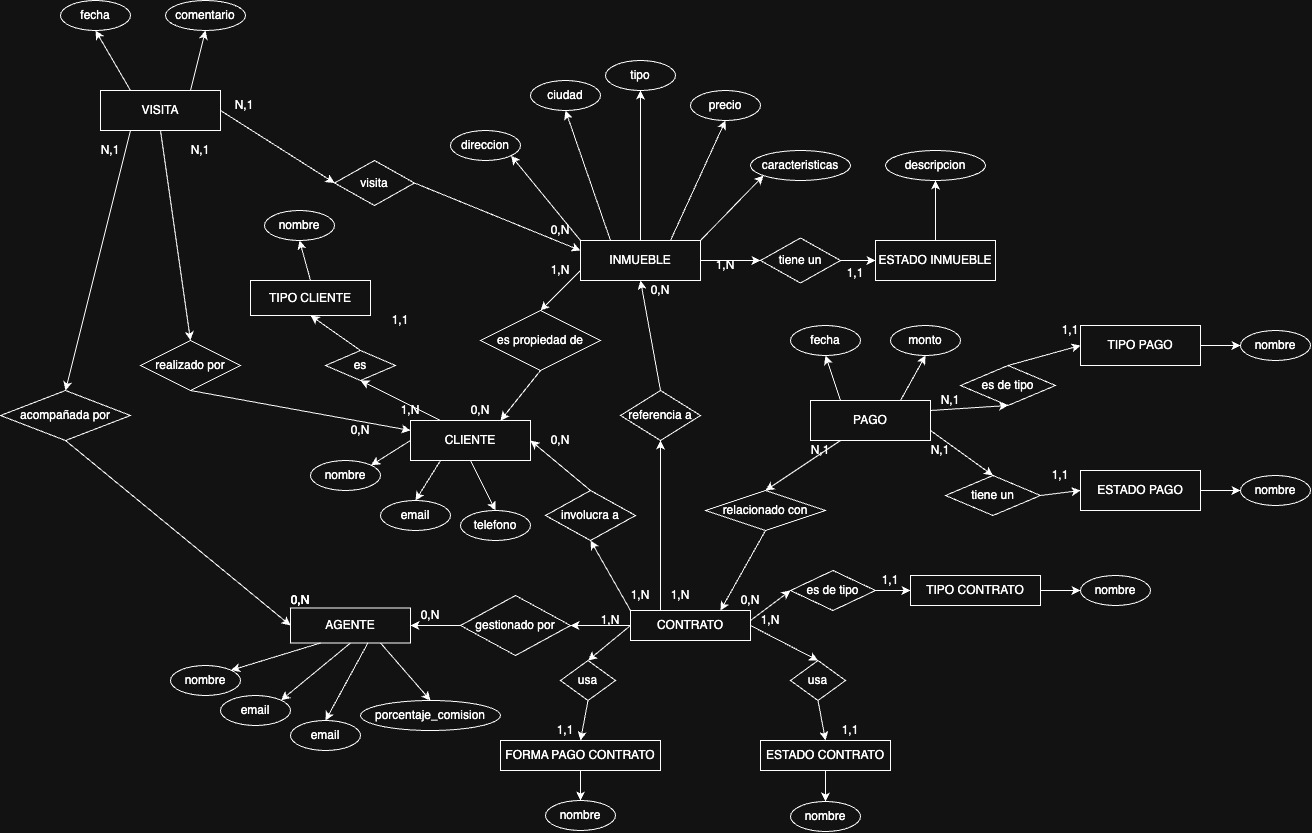 fecha
comentario
tipo
ciudad
precio
VISITA
N,1
N,1
N,1
direccion
caracteristicas
descripcion
visita
nombre
0,N
INMUEBLE
1,N
tiene un
1,1
ESTADO INMUEBLE
1,N
0,N
TIPO CLIENTE
1,1
es propiedad de
fecha
monto
1,1
TIPO PAGO
nombre
realizado por
es
es de tipo
N,1
acompañada por
1,N
0,N
referencia a
PAGO
0,N
CLIENTE
0,N
N,1
N,1
nombre
1,1
ESTADO PAGO
nombre
tiene un
email
telefono
involucra a
relacionado con
1,N
1,N
0,N
es de tipo
1,1
TIPO CONTRATO
nombre
0,N
AGENTE
0,N
gestionado por
1,N
CONTRATO
1,N
nombre
email
email
porcentaje_comision
usa
usa
1,1
1,1
FORMA PAGO CONTRATO
ESTADO CONTRATO
nombre
nombre